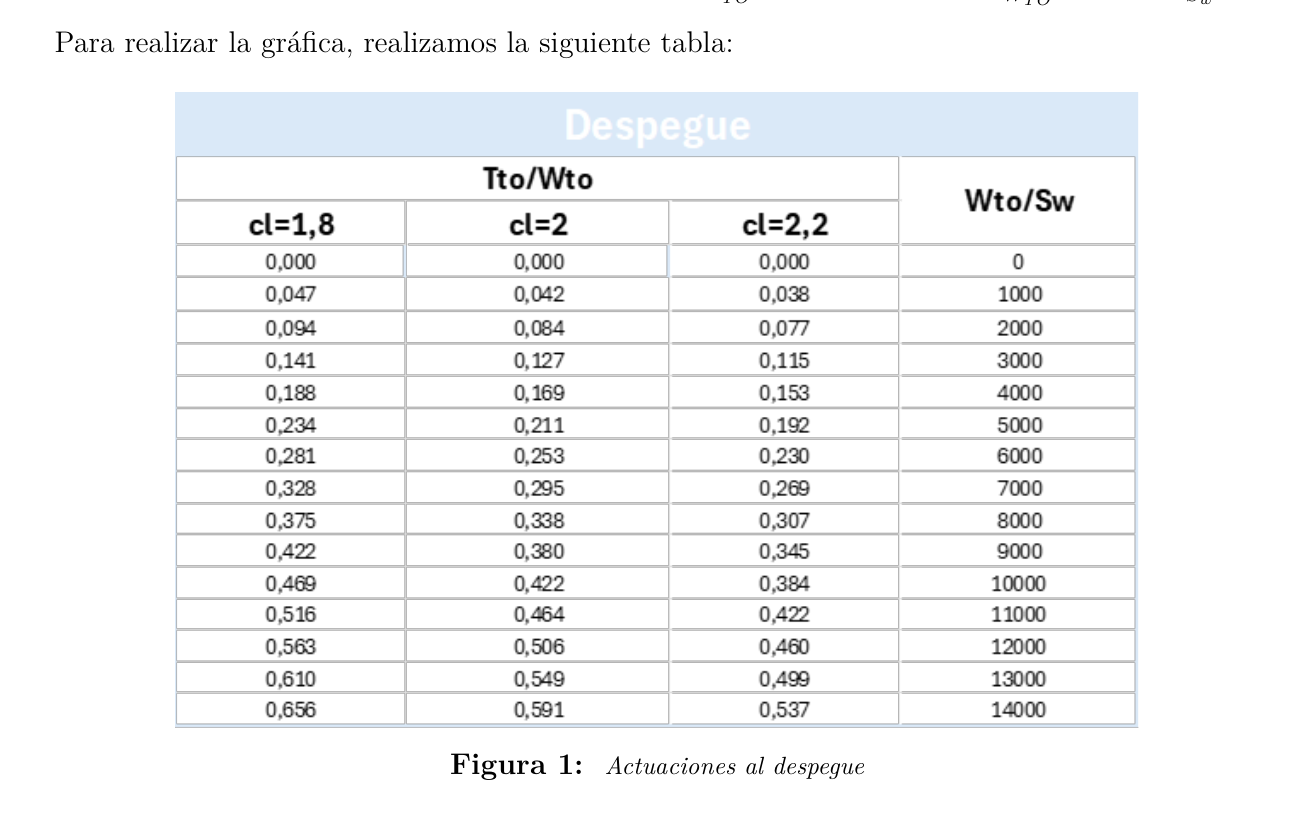 Para realizar la gráfica, realizamos la siguiente tabla:
Despegue
Tto/Wto Wto/Sw
cl=1,8 cl=2 cl=2,2
0,000 0,000 0,000 0
0,047 0,042 0,038 1000
0,094 0,084 0,077 2000
0,141 0,127 0,115 3000
0,188 0,169 0,153 4000
0,234 0,211 0,192 5000
0,281 0,253 0,230 6000
0,328 0,295 0,269 7000
0,375 0,338 0,307 8000
0,422 0,380 0,345 9000
0,469 0,422 0,384 10000
0,516 0,464 0,422 11000
0,563 0,506 0,460 12000
0,610 0,549 0,499 13000
0,656 0,591 0,537 14000
Figura 1: Actuaciones al despegue